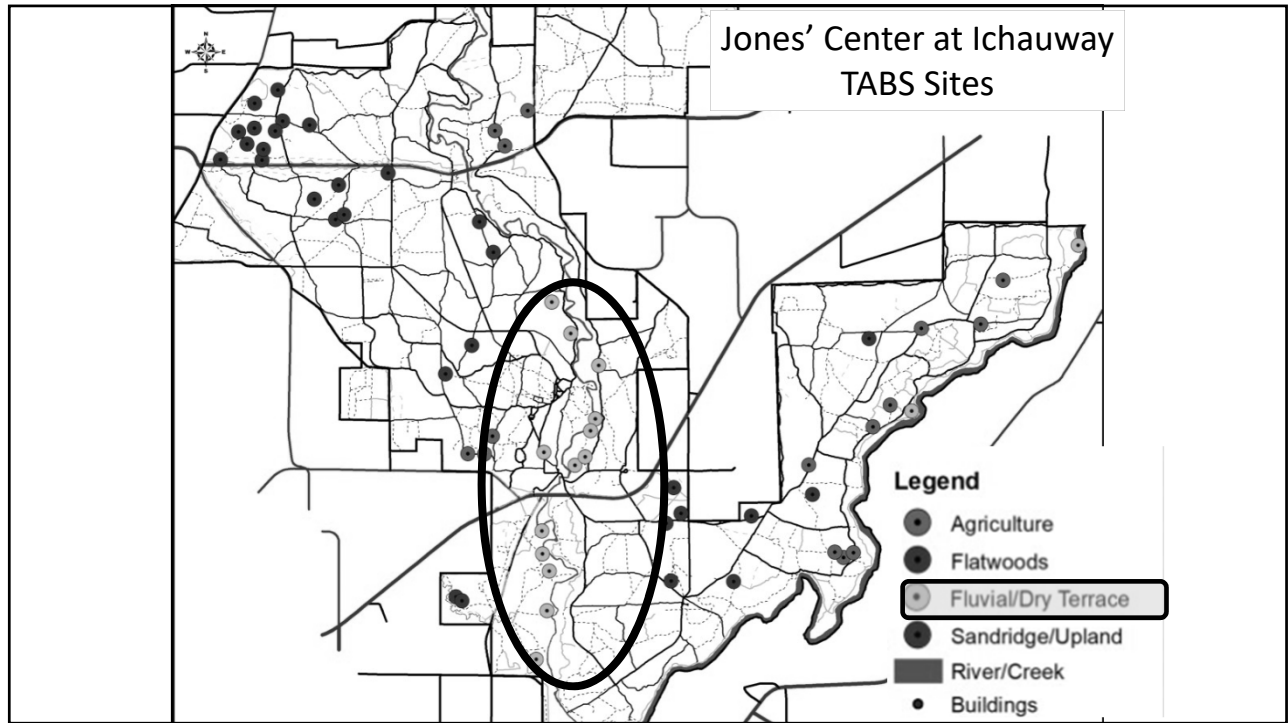 Jones' Center at Ichauway
TABS Sites
N
W
E
S
Legend
Agriculture
Flatwoods
Fluvial/Dry Terrace
Sandridge/Upland
River/Creek
Buildings